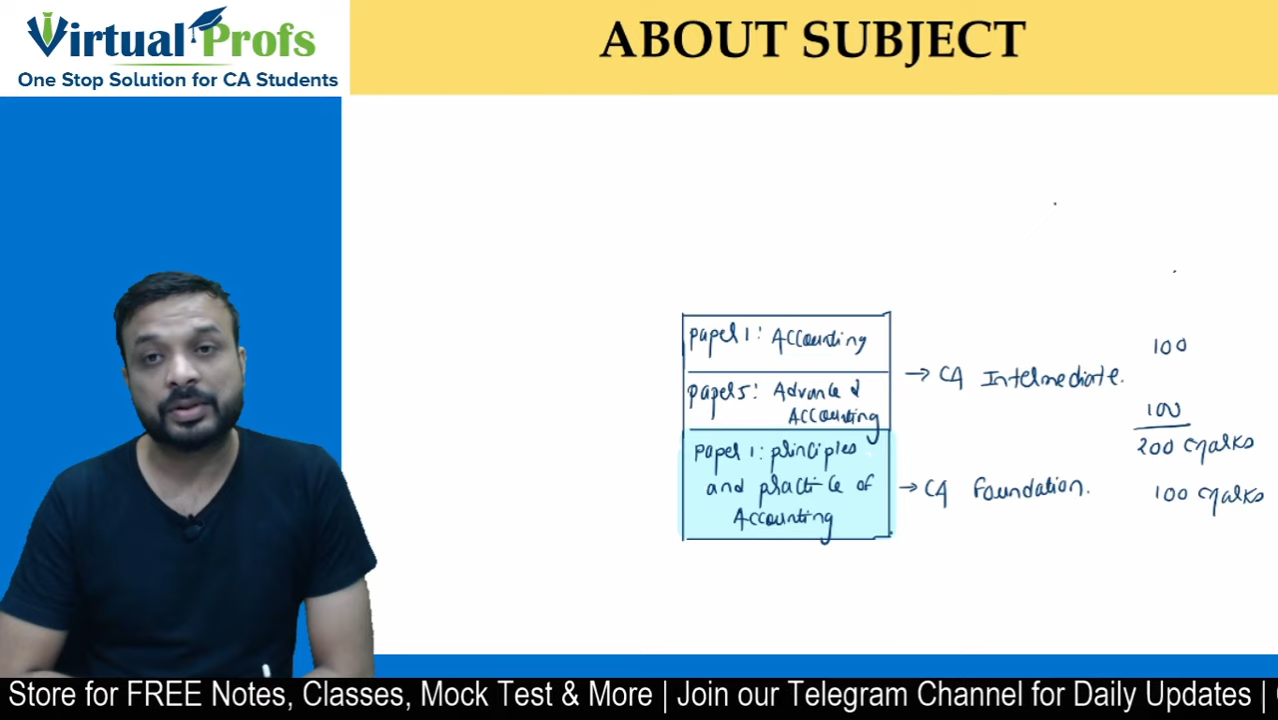 Virtual Profs
One Stop Solution for CA Students
ABOUT SUBJECT
paper 1: Accounting
paper 5: Advance d
Accounting
→ CA Intermediate.
100
100
200 Marks
paper 1: principles
and practice of
Accounting
→ CA Foundation.
100 Marks
Store for FREE Notes, Classes, Mock Test & More | Join our Telegram Channel for Daily Updates |